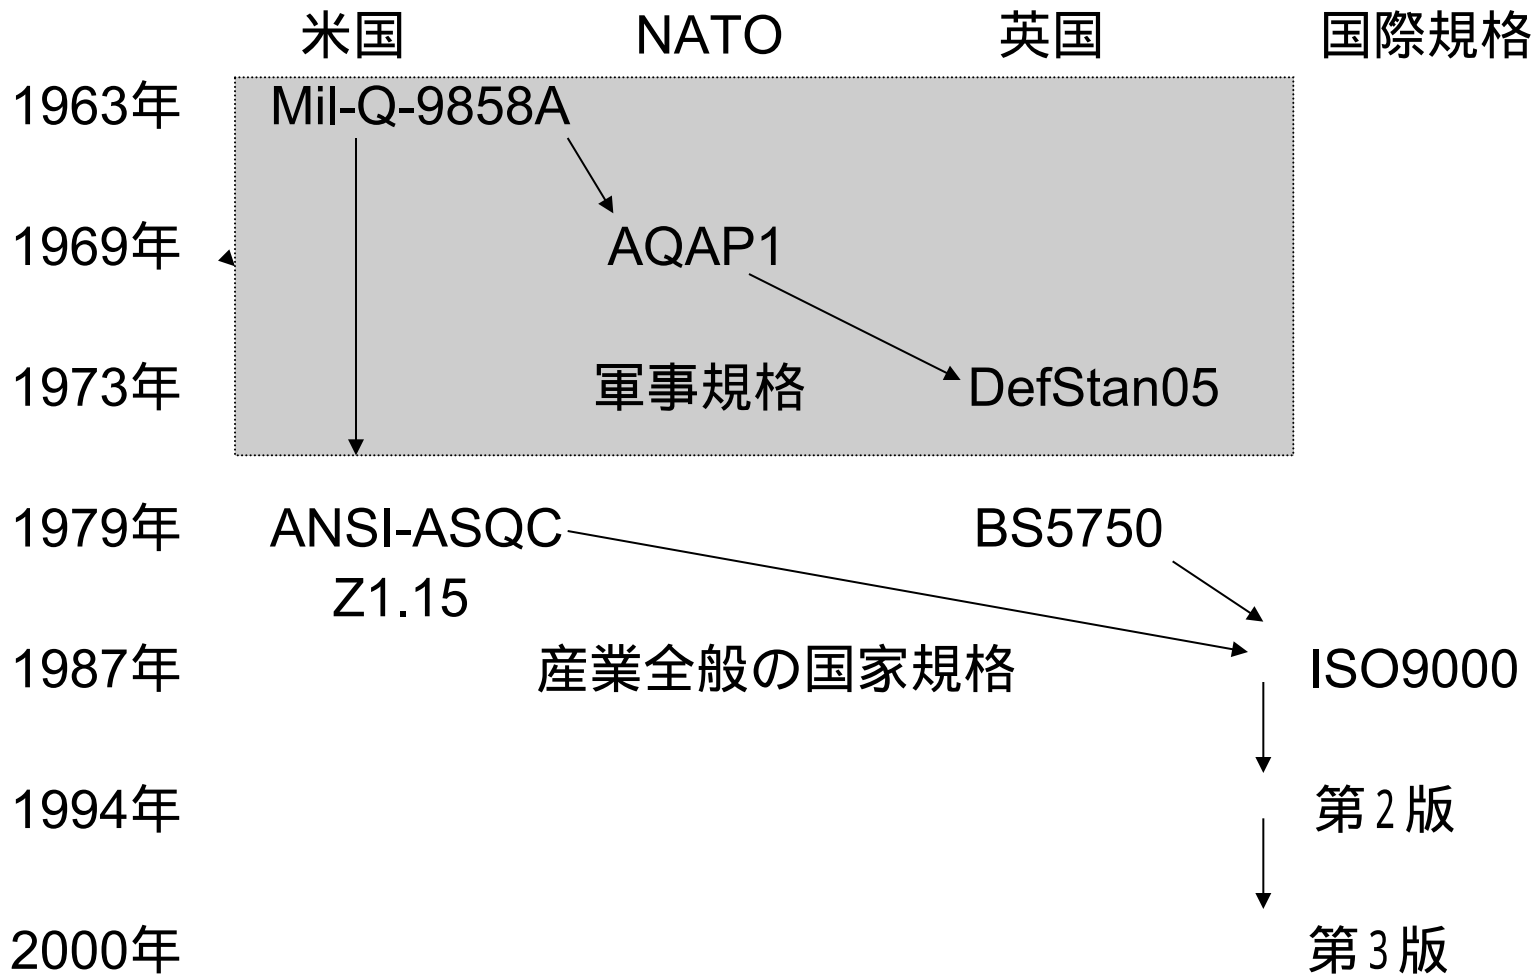 米国 NATO 英国 国際規格
1963年 Mil-Q-9858A
1969年 AQAP1
1973年 軍事規格 DefStan05
1979年 ANSI-ASQC BS5750
Z1.15
1987年 産業全般の国家規格 ISO9000
1994年 第2版
2000年 第3版